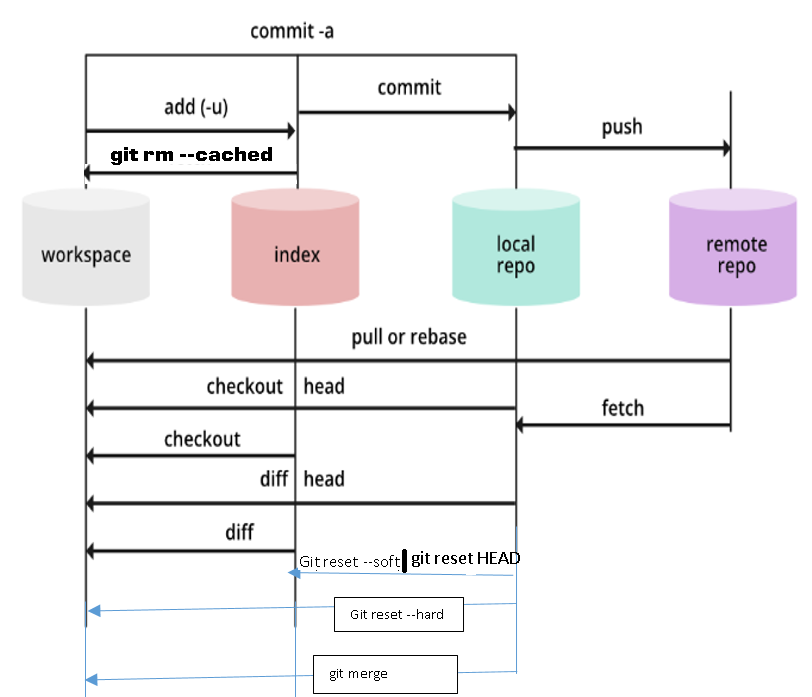 commit -a
commit
add (-u)
push
git rm --cached
workspace
index
local
repo
remote
repo
pull or rebase
checkout head
fetch
checkout
diff head
diff
Git reset --soft git reset HEAD
Git reset --hard
git merge